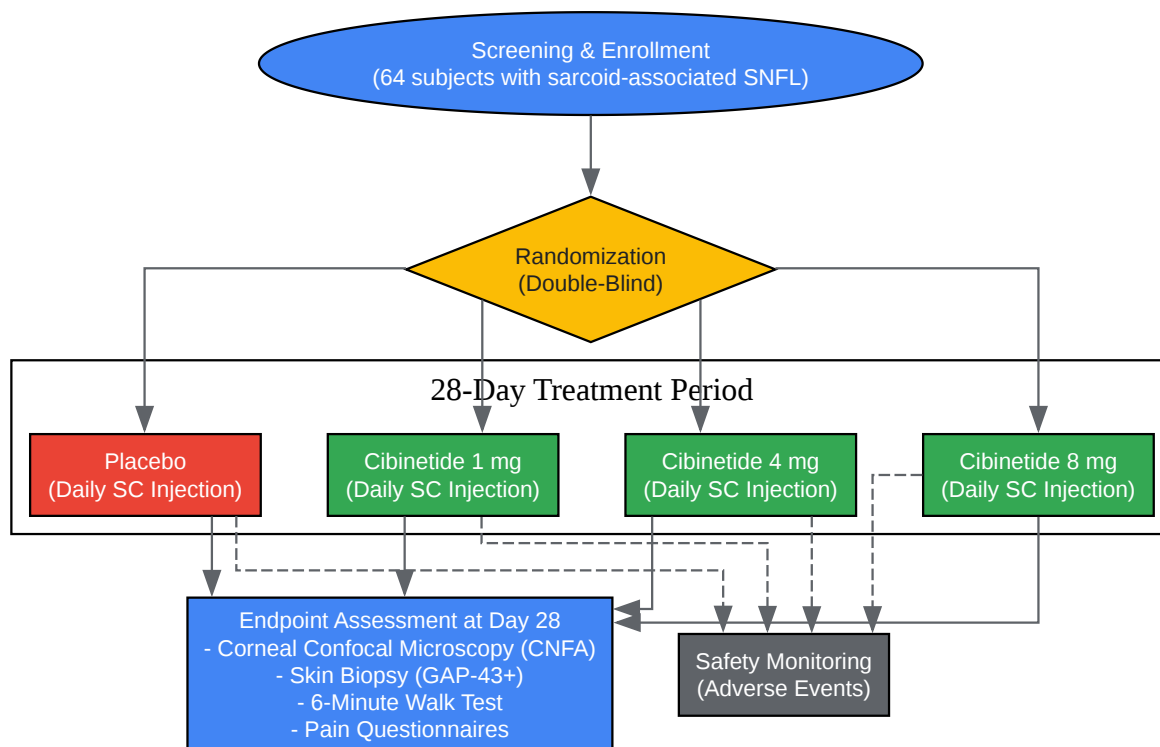 Screening & Enrollment
(64 subjects with sarcoid-associated SNFL)
Randomization
(Double-Blind)
28-Day Treatment Period
Placebo
(Daily SC Injection)
Cibinetide 1 mg
(Daily SC Injection)
Cibinetide 4 mg
(Daily SC Injection)
Cibinetide 8 mg
(Daily SC Injection)
Endpoint Assessment at Day 28
- Corneal Confocal Microscopy (CNFA)
- Skin Biopsy (GAP-43+)
- 6-Minute Walk Test
- Pain Questionnaires
Safety Monitoring
(Adverse Events)